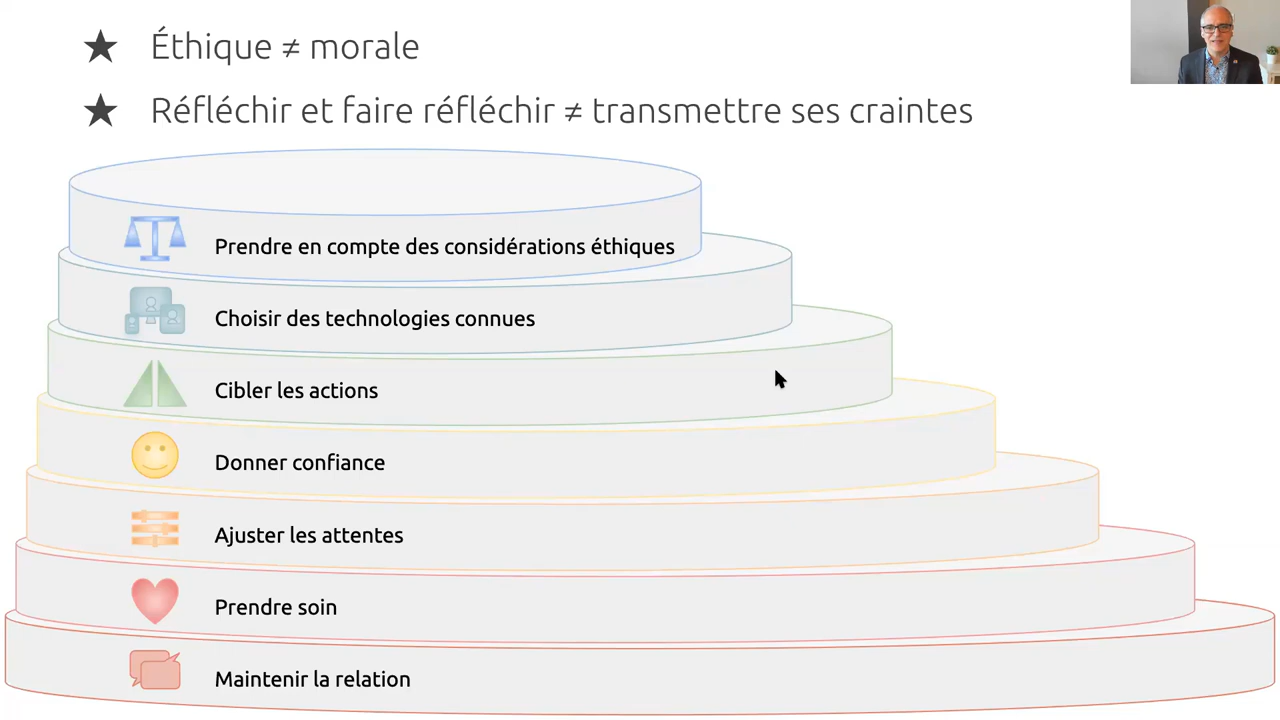 Éthique ≠ morale
Réfléchir et faire réfléchir ≠ transmettre ses craintes
Prendre en compte des considérations éthiques
Choisir des technologies connues
Cibler les actions
Donner confiance
Ajuster les attentes
Prendre soin
Maintenir la relation